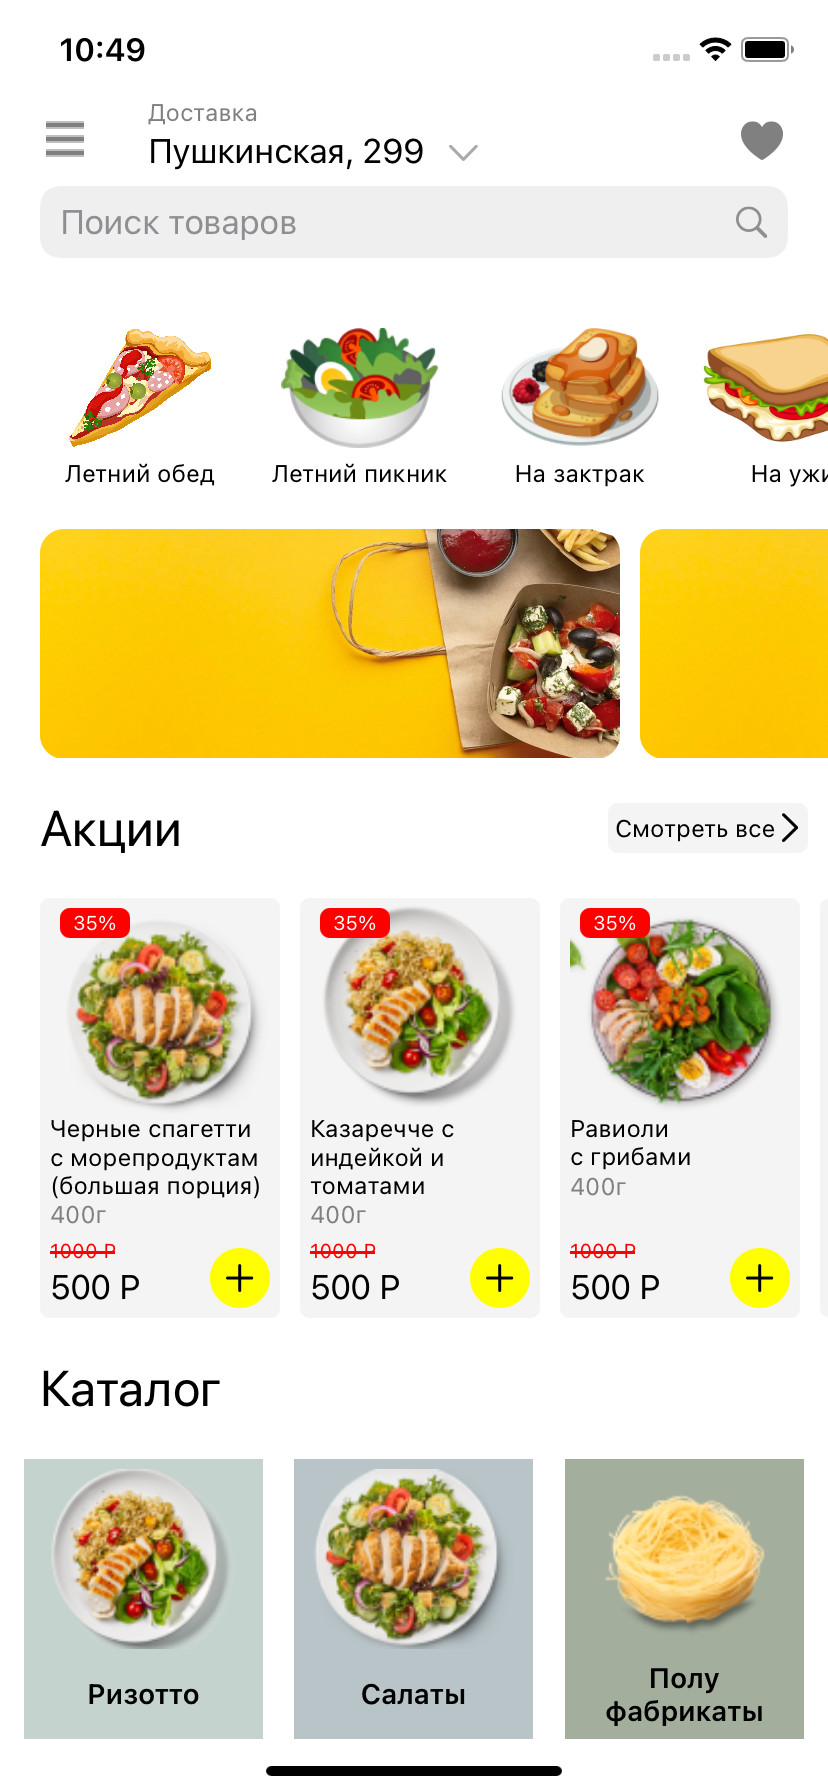 10:49
Доставка
Пушкинская, 299
Поиск товаров
Летний обед
Летний пикник
На зактрак
На ужи
Акции
Смотреть все
35%
35%
35%
Черные спагетти
с морепродуктам
(большая порция)
400г
1000 Р
500 Р
Казаречче с
индейкой и
томатами
400г
1000 Р
500 Р
Равиоли
с грибами
400г
1000 Р
500 Р
Каталог
Ризотто
Салаты
Полу
фабрикаты